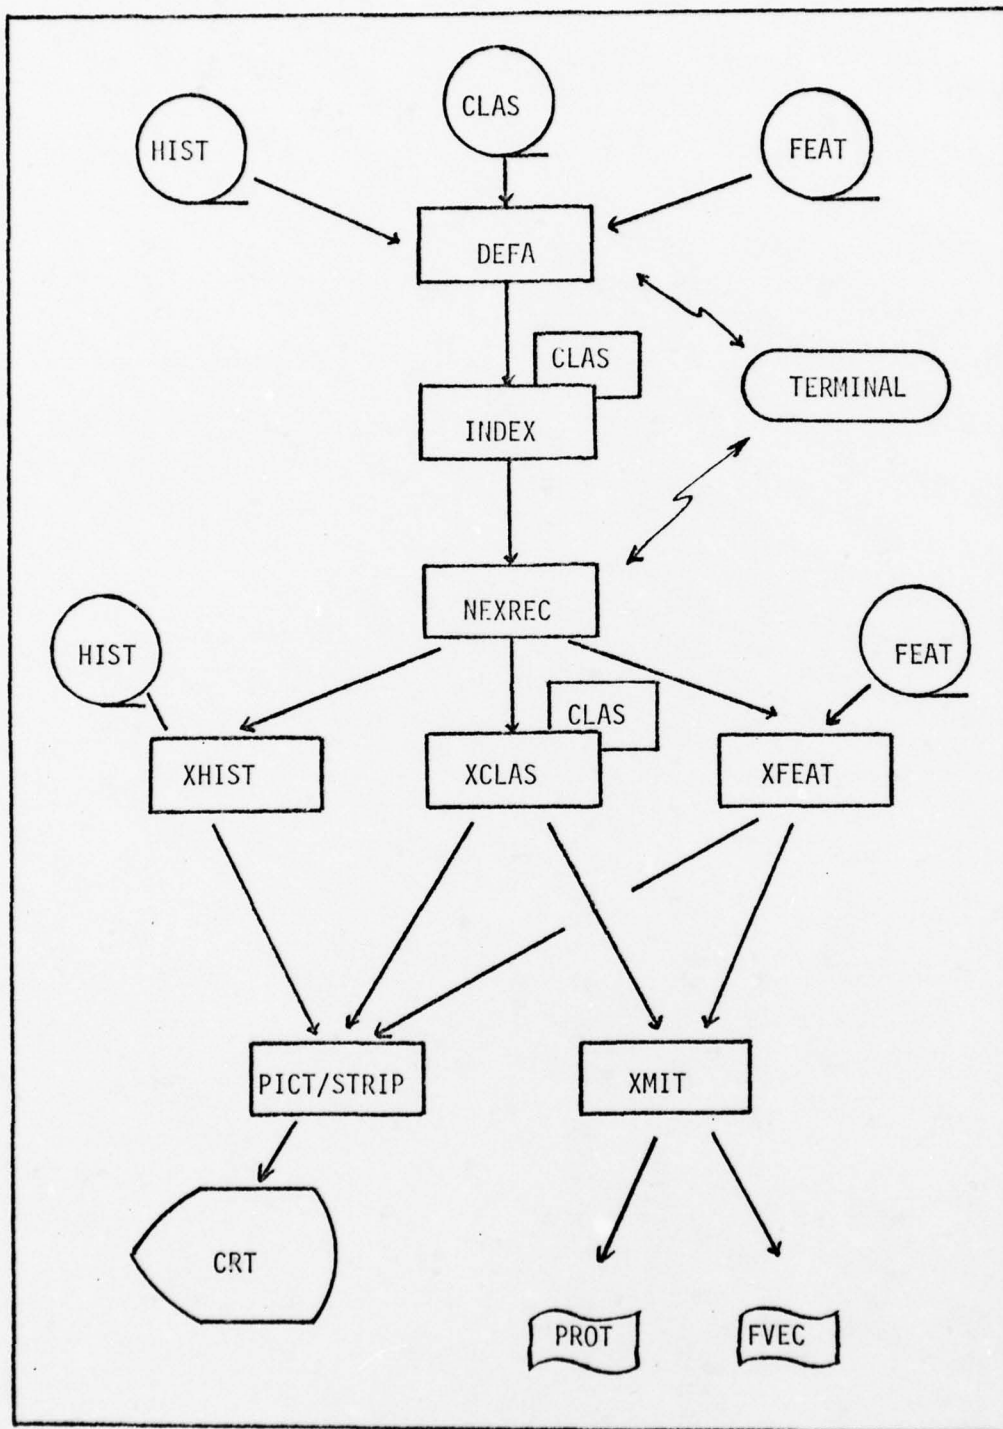 CLAS
HIST
FEAT
DEFA
CLAS
TERMINAL
INDEX
NEXREC
HIST
FEAT
CLAS
XHIST
XCLAS
XFEAT
PICT/STRIP
XMIT
CRT
PROT
FVEC